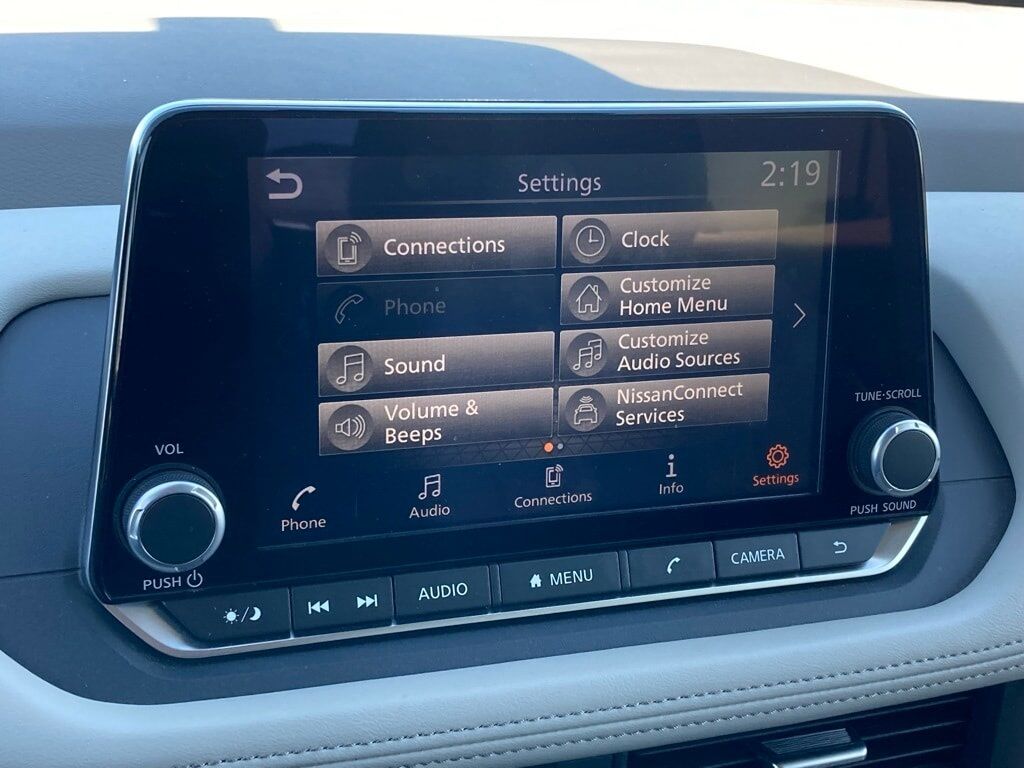 Settings
2:19
Connections
Clock
Phone
Customize
Home Menu
Sound
Customize
Audio Sources
Volume &
Beeps
NissanConnect
Services
Phone
Audio
Connections
Info
Settings
VOL
PUSH
TUNE·SCROLL
PUSH SOUND
AUDIO
MENU
CAMERA